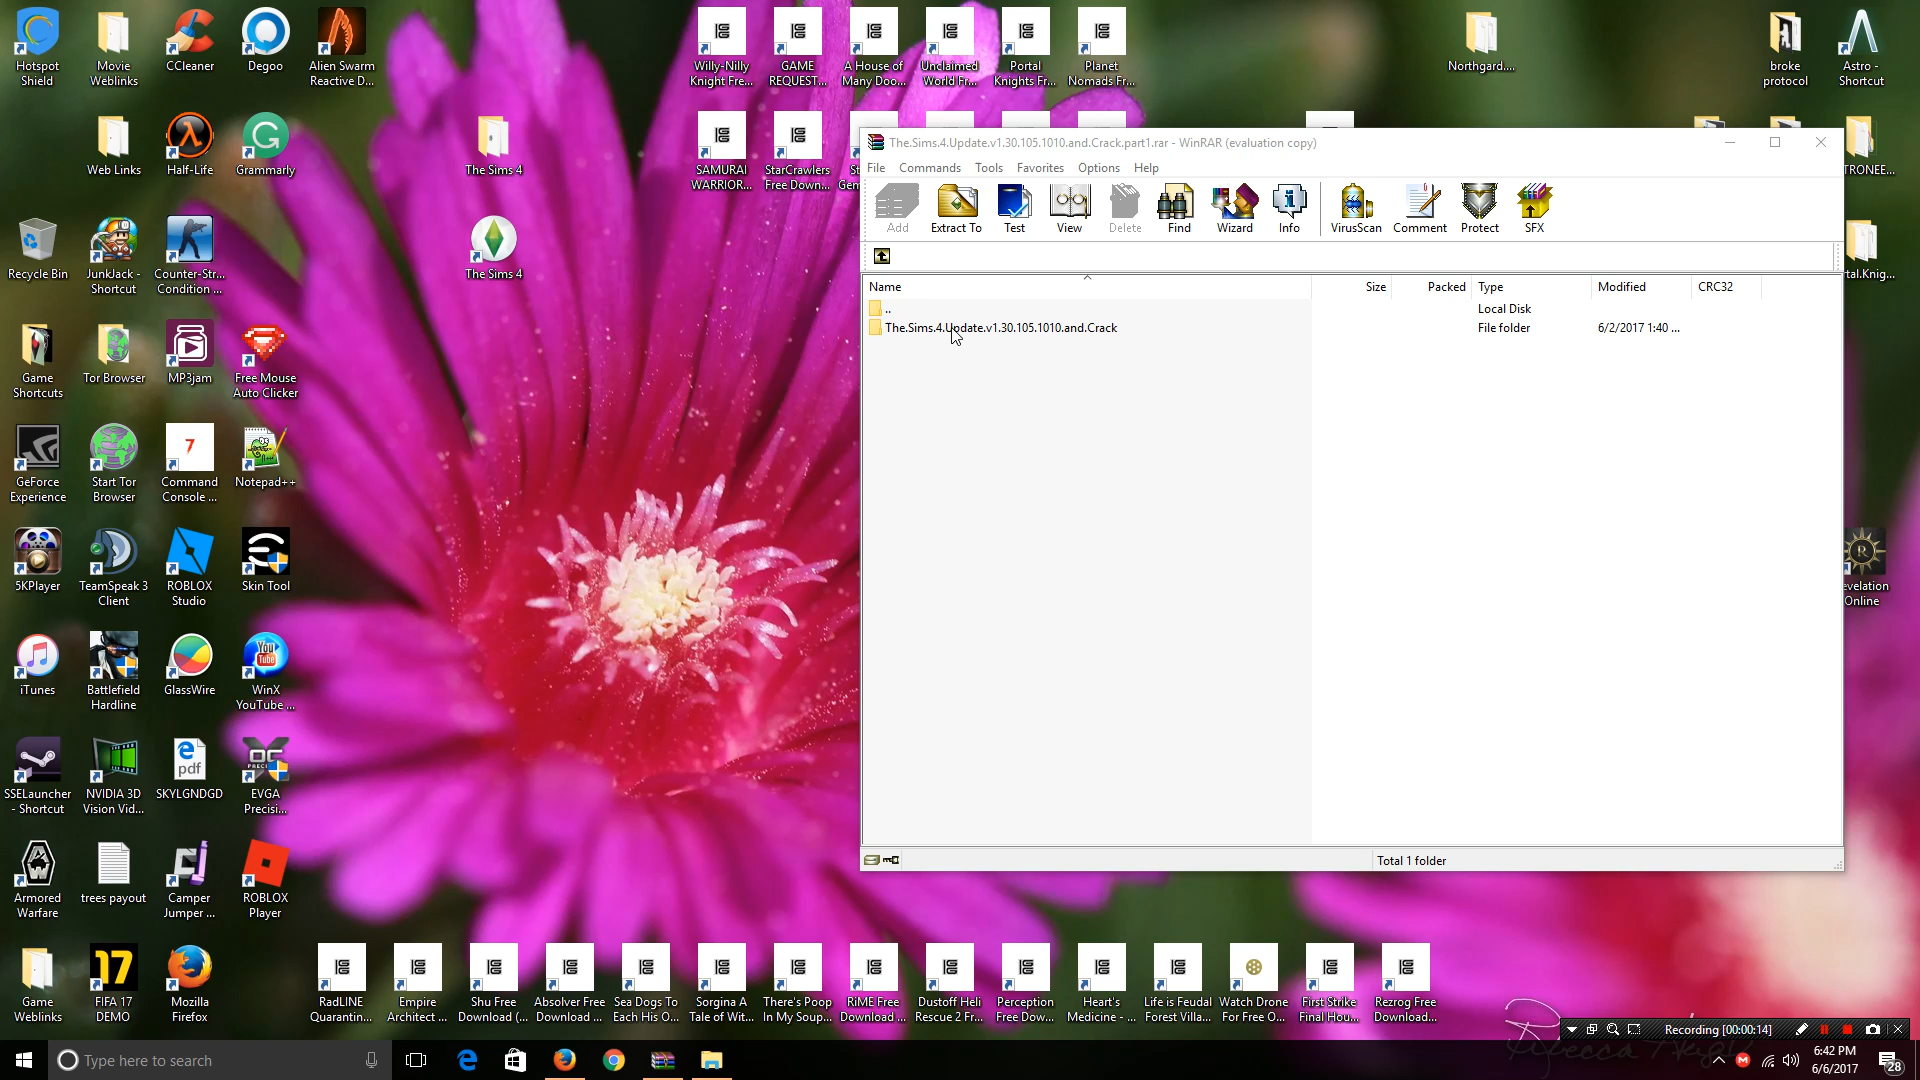 Hotspot
Shield
Movie
Weblinks
CCleaner
Degoo
Alien Swarm
Reactive D...
Willy-Nilly
Knight Fre...
GAME
REQUEST...
A House of
Many Doo...
Unclaimed
World Fr...
Portal
Knights Fr...
Planet
Nomads Fr...
Northgard....
broke
protocol
Astro -
Shortcut
Web Links
Half-Life
Grammarly
The Sims 4
SAMURAI
WARRIOR...
StarCrawlers
Free Down...
The.Sims.4.Update.v1.30.105.1010.and.Crack.part1.rar - WinRAR (evaluation copy)
File Commands Tools Favorites Options Help
Add Extract To Test View Delete Find Wizard Info VirusScan Comment Protect SFX
Name Size Packed Type Modified CRC32
.. Local Disk
The.Sims.4.Update.v1.30.105.1010.and.Crack File folder 6/2/2017 1:40 ...
Total 1 folder
TRONEE...
tal.Knig...
evelation
Online
Recycle Bin
JunkJack -
Shortcut
Counter-Str...
Condition ...
The Sims 4
Game
Shortcuts
Tor Browser
MP3jam
Free Mouse
Auto Clicker
GeForce
Experience
Start Tor
Browser
7
Command
Console ...
Notepad++
5KPlayer
TeamSpeak 3
Client
ROBLOX
Studio
Skin Tool
iTunes
Battlefield
Hardline
GlassWire
You
Tube
WinX
YouTube ...
SSELauncher
- Shortcut
NVIDIA 3D
Vision Vid...
pdf
SKYLGNDGD
EVGA
Precisi...
Armored
Warfare
trees payout
Camper
Jumper ...
ROBLOX
Player
Game
Weblinks
17
FIFA 17
DEMO
Mozilla
Firefox
RadLINE
Quarantin...
Empire
Architect ...
Shu Free
Download (...
Absolver Free
Download ...
Sea Dogs To
Each His O...
Sorgina A
Tale of Wit...
There's Poop
In My Soup...
RiME Free
Download ...
Dustoff Heli
Rescue 2 Fr...
Perception
Free Dow...
Heart's
Medicine - ...
Life is Feudal
Forest Villa...
Watch Drone
For Free O...
First Strike
Final Hou...
Rezrog Free
Download...
Recording [00:00:14]
Type here to search
6:42 PM
6/6/2017
28